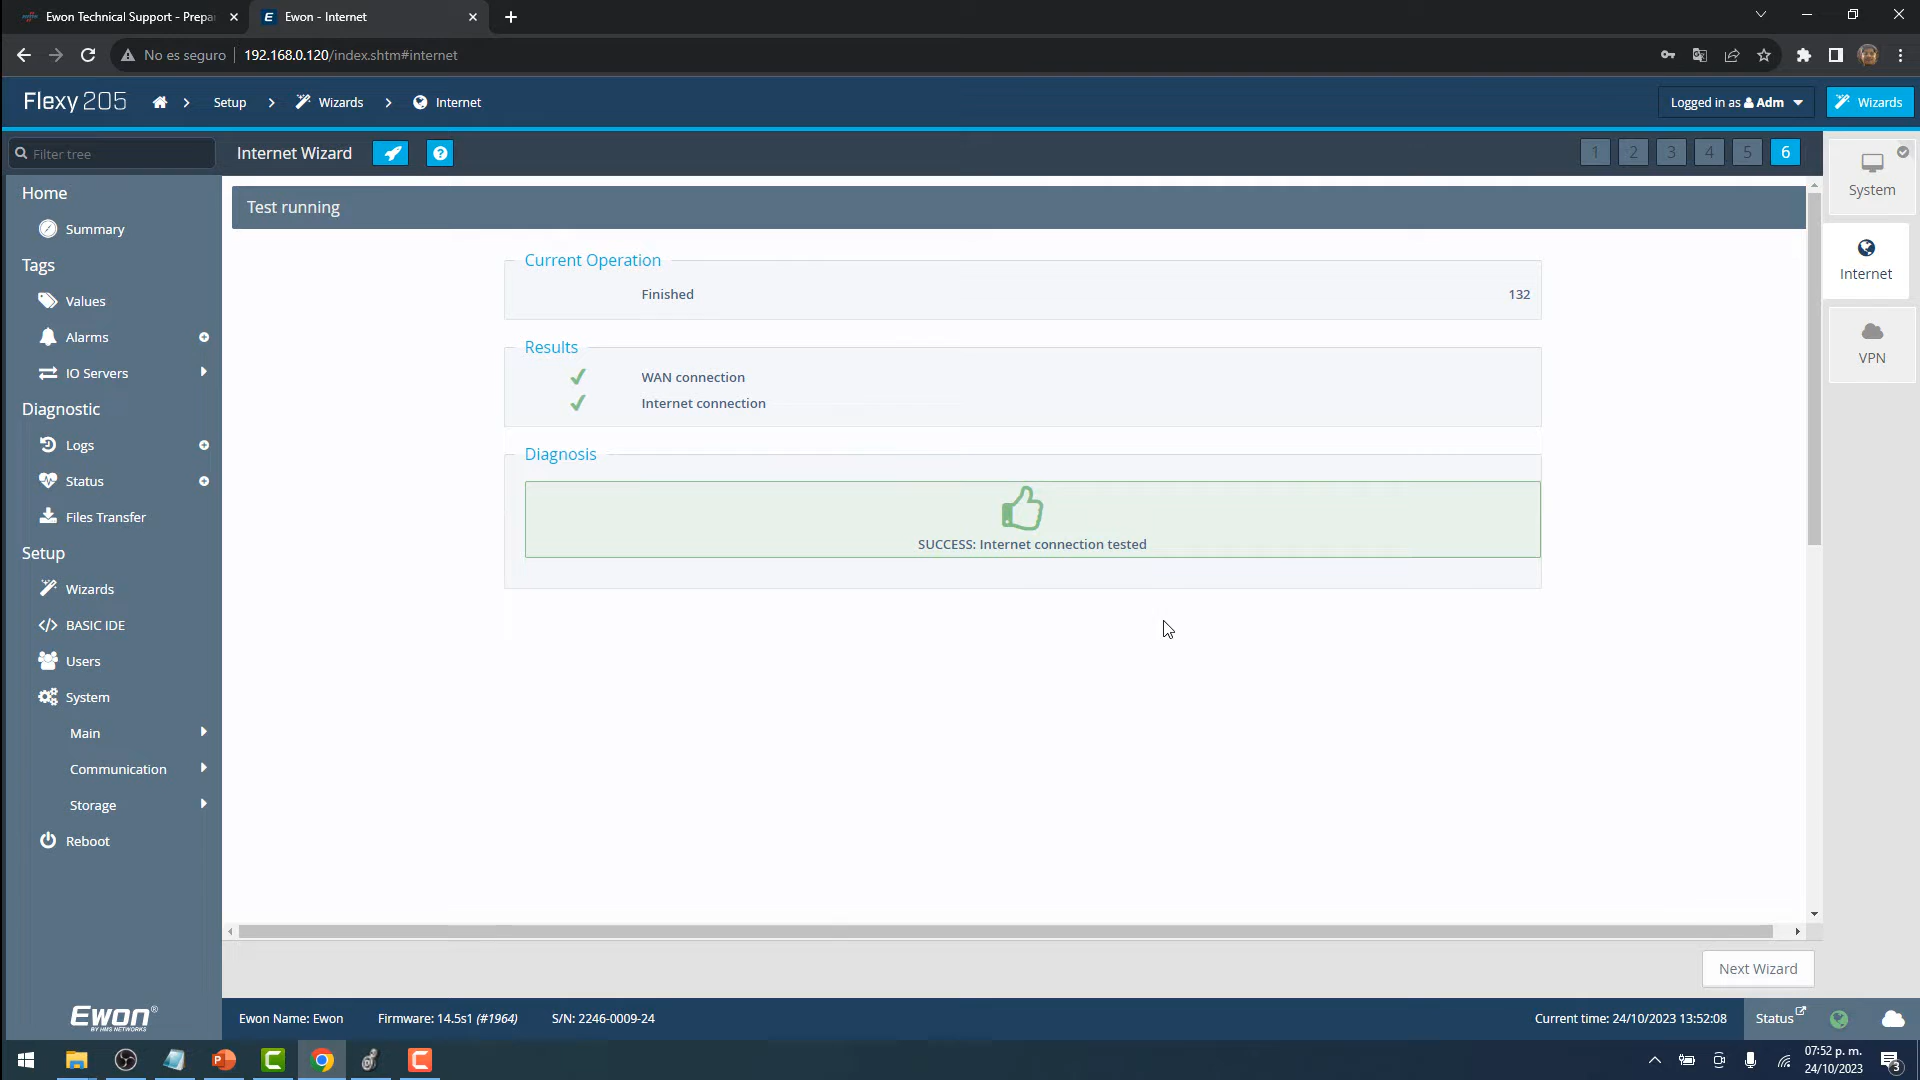 Ewon Technical Support - Prepar
Ewon - Internet
No es seguro
192.168.0.120/index.shtm#internet
Flexy 205
Setup
Wizards
Internet
Logged in as Adm
Wizards
Filter tree
Internet Wizard
1
2
3
4
5
6
System
Internet
VPN
Home
Summary
Tags
Values
Alarms
IO Servers
Diagnostic
Logs
Status
Files Transfer
Setup
Wizards
BASIC IDE
Users
System
Main
Communication
Storage
Reboot
Test running
Current Operation
Finished
132
Results
WAN connection
Internet connection
Diagnosis
SUCCESS: Internet connection tested
Next Wizard
Ewon®
BY HMS NETWORKS
Ewon Name: Ewon
Firmware: 14.5s1 (#1964)
S/N: 2246-0009-24
Current time: 24/10/2023 13:52:08
Status
07:52 p. m.
24/10/2023
3